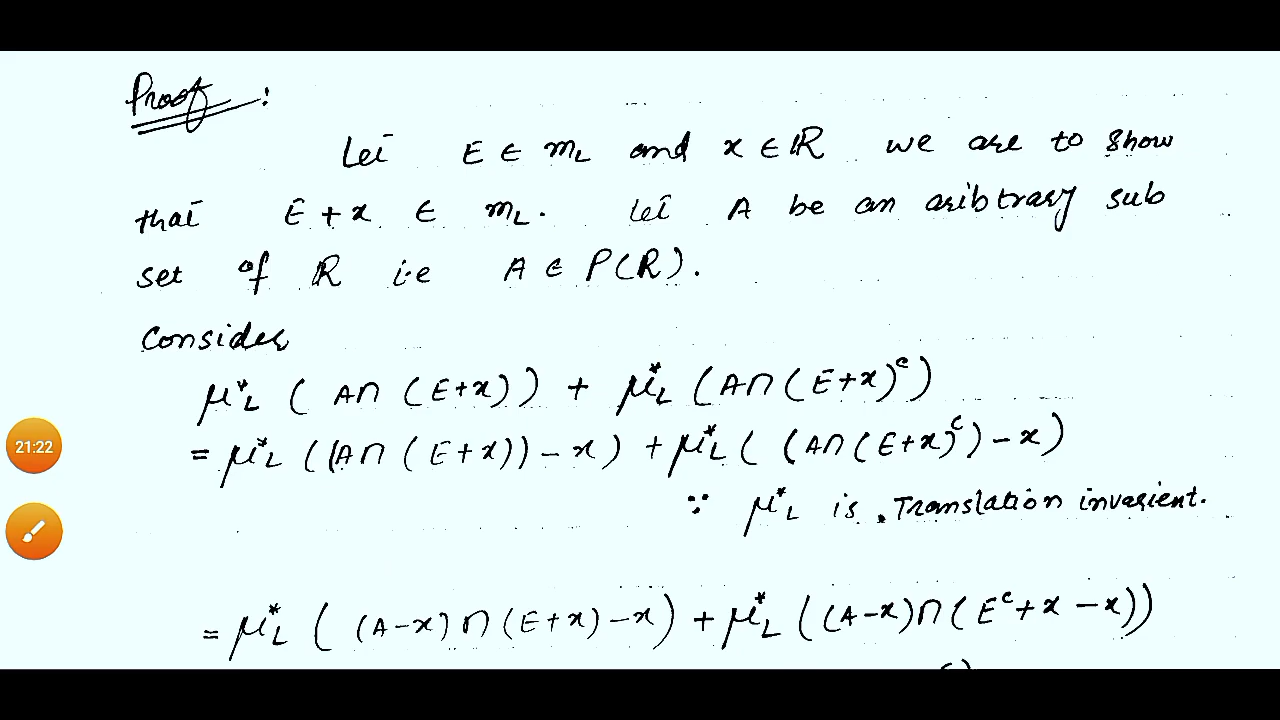 Proof :
Let E ∈ m_L and x ∈ ℝ we are to show
that E + x ∈ m_L. Let A be an aribtrary sub
set of ℝ i.e A ∈ P(ℝ).
Consider
μ*_L ( A∩ (E+x)) + μ*_L (A∩(E+x)^c)
= μ*_L ((A∩ (E+x)) - x) + μ*_L ( (A∩(E+x)^c) - x)
∵ μ*_L is Translation invarient.
21:22
= μ*_L ( (A-x) ∩ (E+x) -x) + μ*_L ((A-x)∩(E^c + x - x))